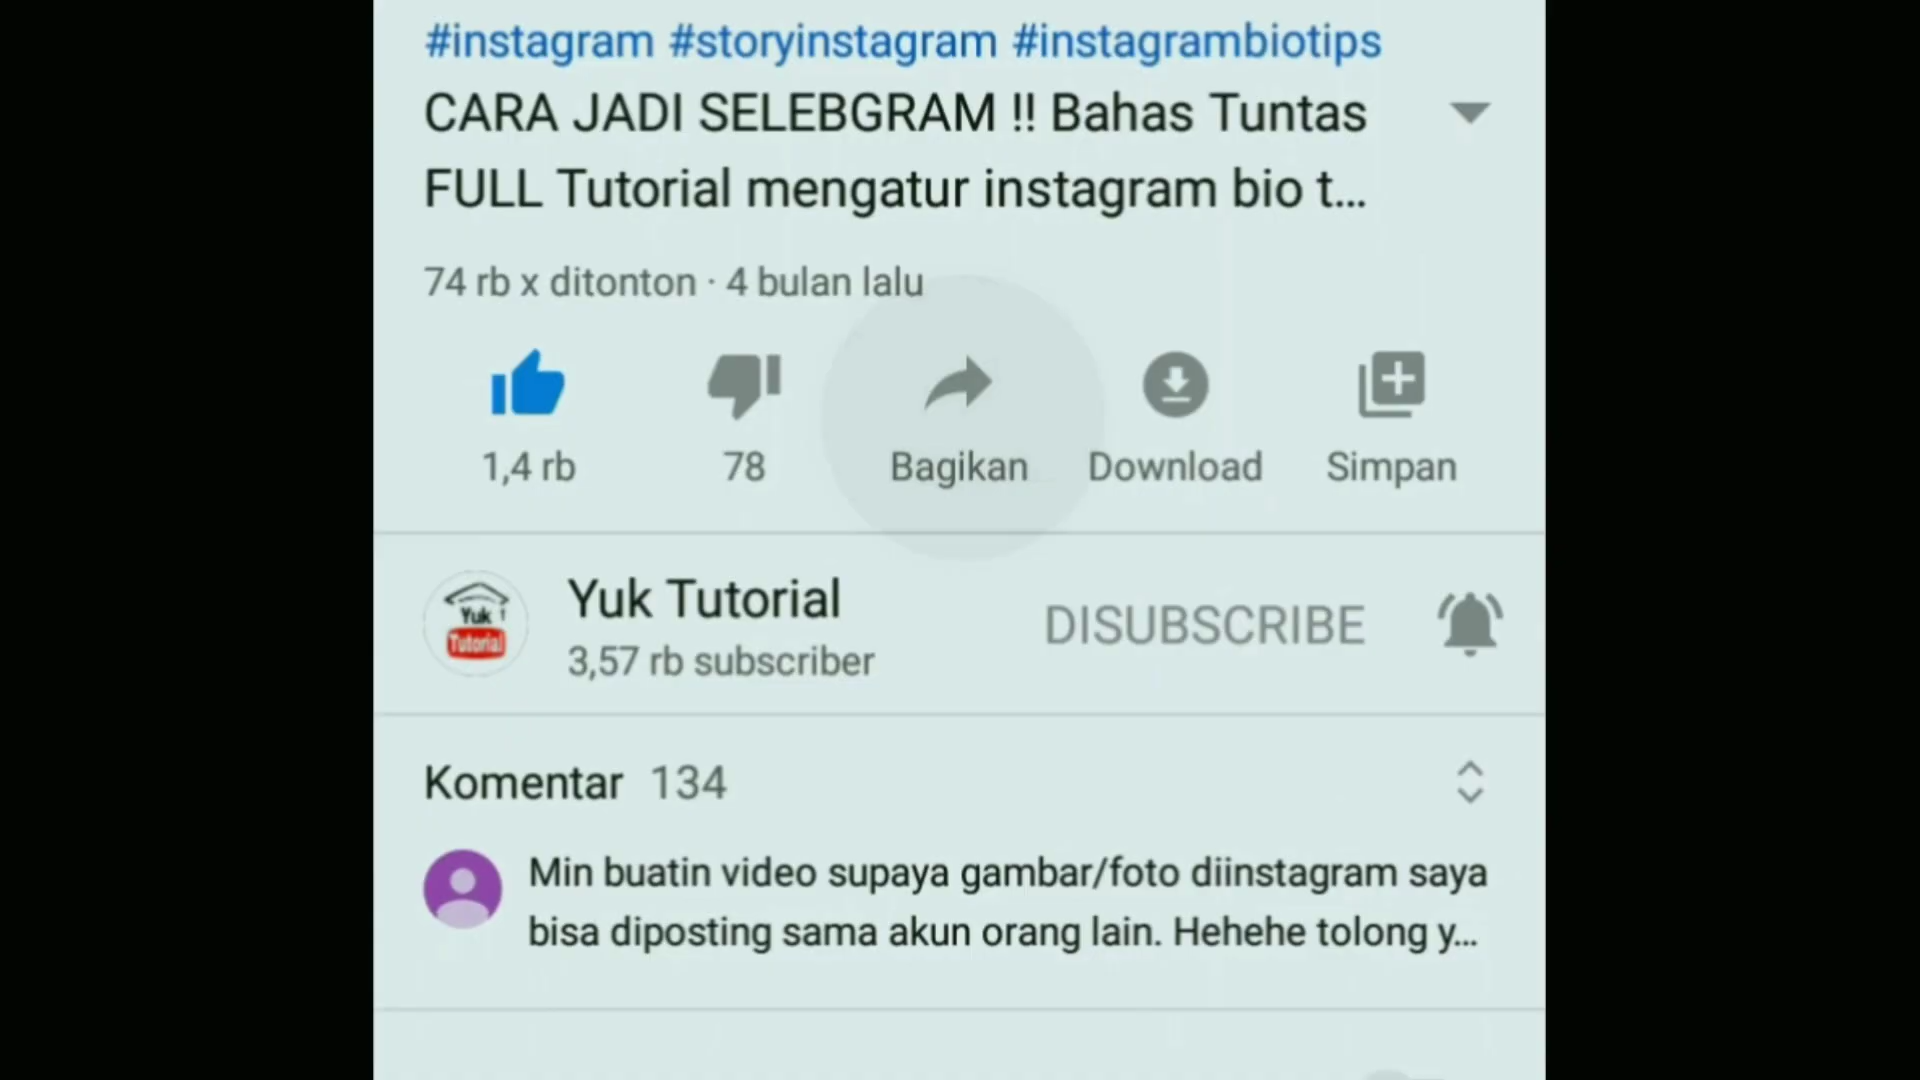 #instagram #storyinstagram #instagrambiotips
CARA JADI SELEBGRAM !! Bahas Tuntas
FULL Tutorial mengatur instagram bio t...
74 rb x ditonton · 4 bulan lalu
1,4 rb
78
Bagikan
Download
Simpan
Yuk
Tutorial
Yuk Tutorial
3,57 rb subscriber
DISUBSCRIBE
Komentar 134
Min buatin video supaya gambar/foto diinstagram saya
bisa diposting sama akun orang lain. Hehehe tolong y...